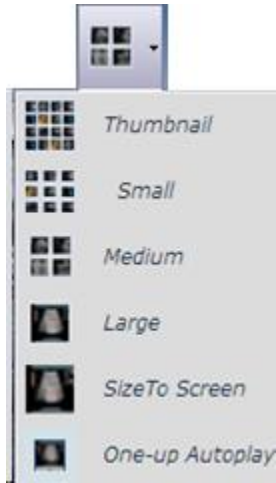 Thumbnail
Small
Medium
Large
SizeTo Screen
One-up Autoplay